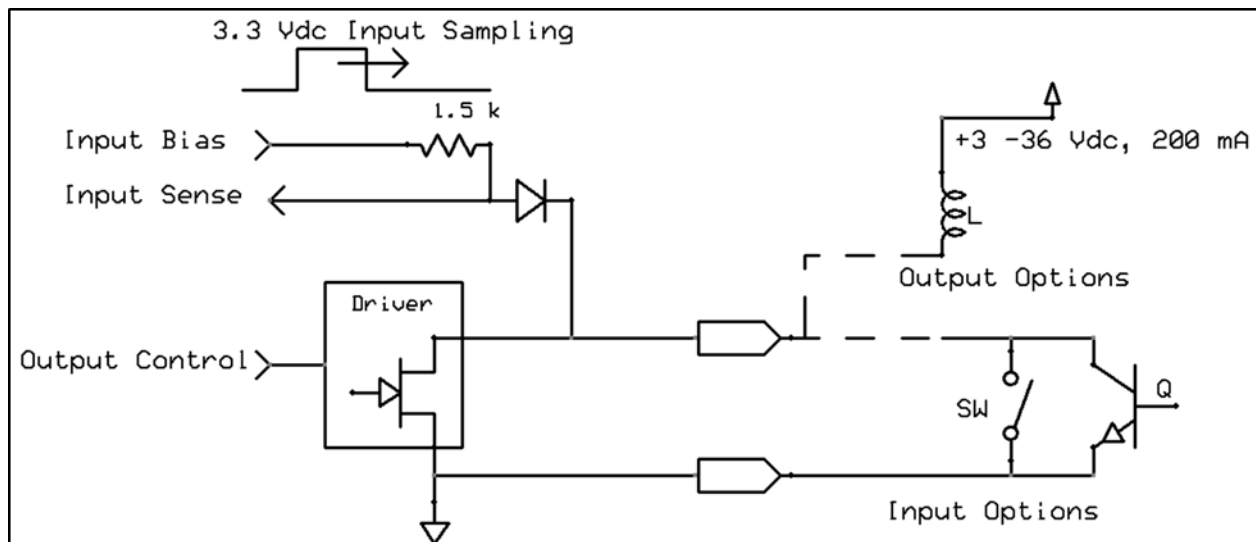 3.3 Vdc Input Sampling
1.5 k
Input Bias
Input Sense
+3 -36 Vdc, 200 mA
L
Output Options
Driver
Output Control
SW
Q
Input Options